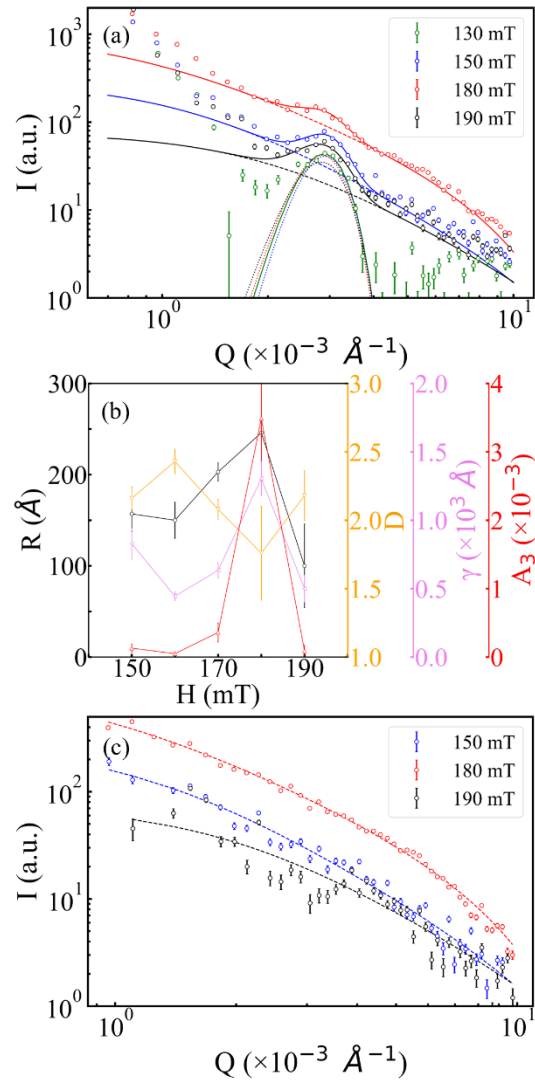 (a)
130 mT
150 mT
180 mT
190 mT
I (a.u.)
10³
10²
10¹
10⁰
10⁰
10¹
Q (×10⁻³ Å⁻¹)
(b)
R (Å)
300
200
100
0
150
170
190
H (mT)
D
3.0
2.5
2.0
1.5
1.0
γ (×10³ Å)
2.0
1.5
1.0
0.5
0.0
A₃ (×10⁻³)
4
3
2
1
0
(c)
150 mT
180 mT
190 mT
I (a.u.)
10²
10¹
10⁰
10⁰
10¹
Q (×10⁻³ Å⁻¹)